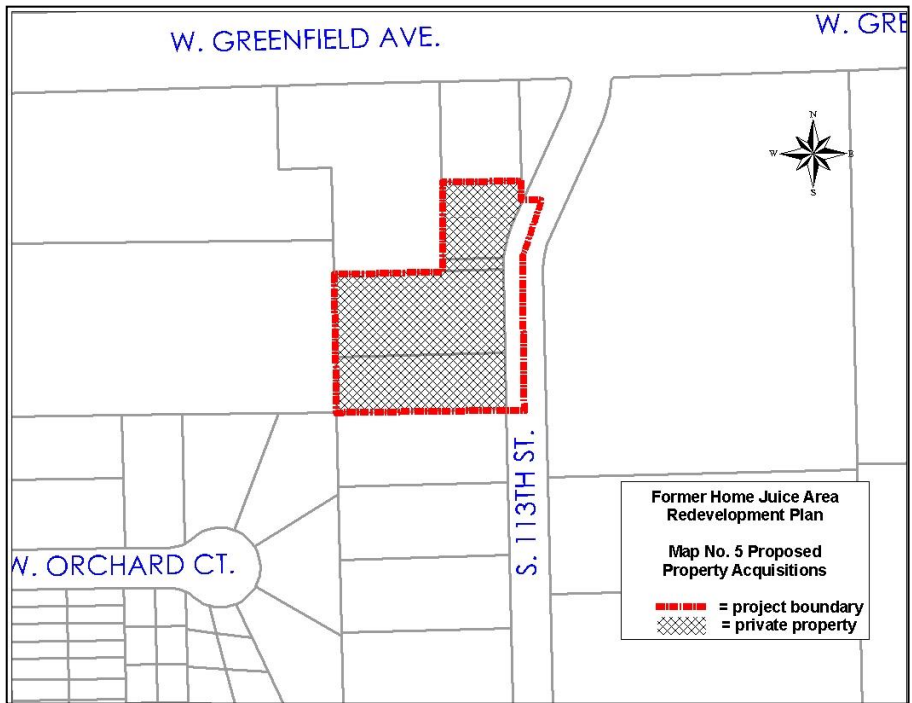 W. GREENFIELD AVE.
W. GRE
N
W
E
S
S. 113TH ST.
W. ORCHARD CT.
Former Home Juice Area
Redevelopment Plan
Map No. 5 Proposed
Property Acquisitions
= project boundary
= private property